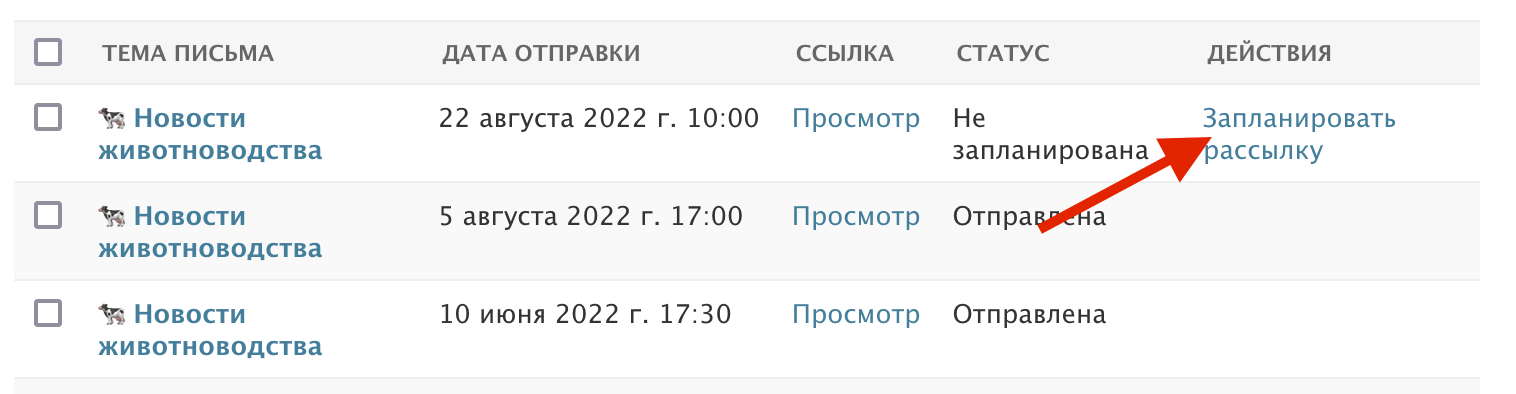 ТЕМА ПИСЬМА ДАТА ОТПРАВКИ ССЫЛКА СТАТУС ДЕЙСТВИЯ
🐄 Новости 22 августа 2022 г. 10:00 Просмотр Не Запланировать
животноводства запланирована рассылку
🐄 Новости 5 августа 2022 г. 17:00 Просмотр Отправлена
животноводства
🐄 Новости 10 июня 2022 г. 17:30 Просмотр Отправлена
животноводства